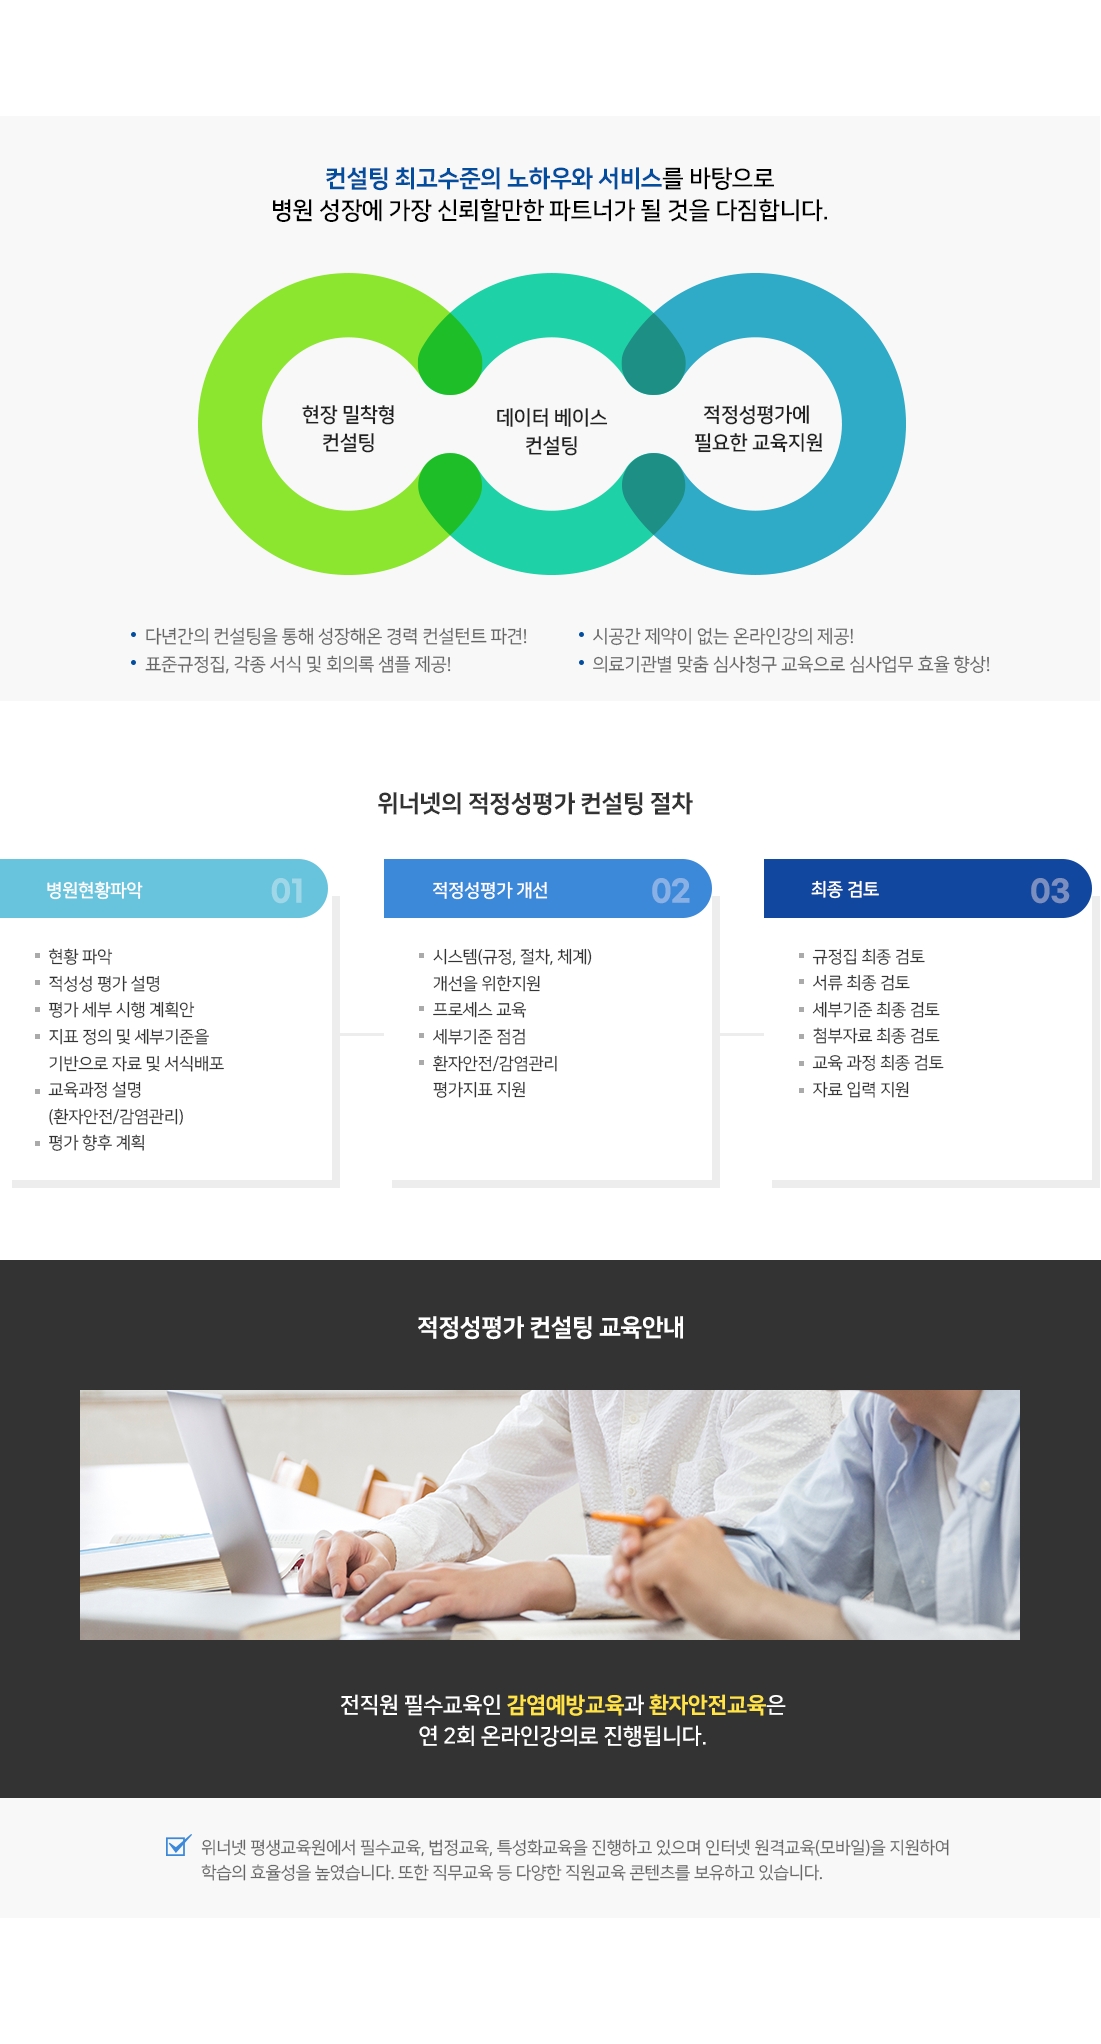 컨설팅 최고수준의 노하우와 서비스를 바탕으로
병원 성장에 가장 신뢰할만한 파트너가 될 것을 다짐합니다.
현장 밀착형
컨설팅
데이터 베이스
컨설팅
적정성평가에
필요한 교육지원
다년간의 컨설팅을 통해 성장해온 경력 컨설턴트 파견!
표준규정집, 각종 서식 및 회의록 샘플 제공!
시공간 제약이 없는 온라인강의 제공!
의료기관별 맞춤 심사청구 교육으로 심사업무 효율 향상!
위너넷의 적정성평가 컨설팅 절차
병원현황파악 01
현황 파악
적성성 평가 설명
평가 세부 시행 계획안
지표 정의 및 세부기준을
기반으로 자료 및 서식배포
교육과정 설명
(환자안전/감염관리)
평가 향후 계획
적정성평가 개선 02
시스템(규정, 절차, 체계)
개선을 위한지원
프로세스 교육
세부기준 점검
환자안전/감염관리
평가지표 지원
최종 검토 03
규정집 최종 검토
서류 최종 검토
세부기준 최종 검토
첨부자료 최종 검토
교육 과정 최종 검토
자료 입력 지원
적정성평가 컨설팅 교육안내
전직원 필수교육인 감염예방교육과 환자안전교육은
연 2회 온라인강의로 진행됩니다.
위너넷 평생교육원에서 필수교육, 법정교육, 특성화교육을 진행하고 있으며 인터넷 원격교육(모바일)을 지원하여
학습의 효율성을 높였습니다. 또한 직무교육 등 다양한 직원교육 콘텐츠를 보유하고 있습니다.